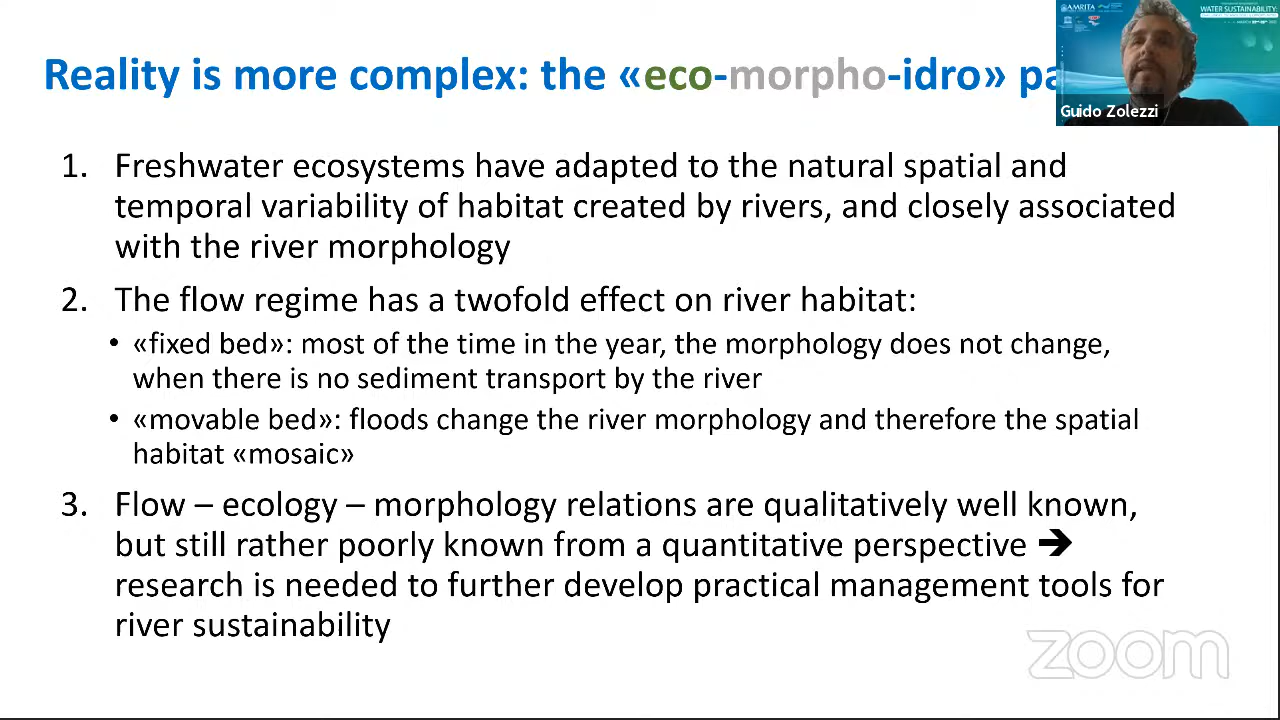 Reality is more complex: the «eco-morpho-idro» pa
AMRITA
WATER SUSTAINABILITY:
Guido Zolezzi
1. Freshwater ecosystems have adapted to the natural spatial and
temporal variability of habitat created by rivers, and closely associated
with the river morphology
2. The flow regime has a twofold effect on river habitat:
• «fixed bed»: most of the time in the year, the morphology does not change,
when there is no sediment transport by the river
• «movable bed»: floods change the river morphology and therefore the spatial
habitat «mosaic»
3. Flow – ecology – morphology relations are qualitatively well known,
but still rather poorly known from a quantitative perspective ➔
research is needed to further develop practical management tools for
river sustainability
zoom